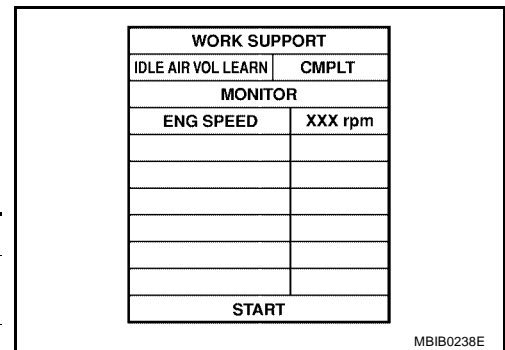 WORK SUPPORT
IDLE AIR VOL LEARN CMPLT
MONITOR
ENG SPEED XXX rpm
START
MBIB0238E